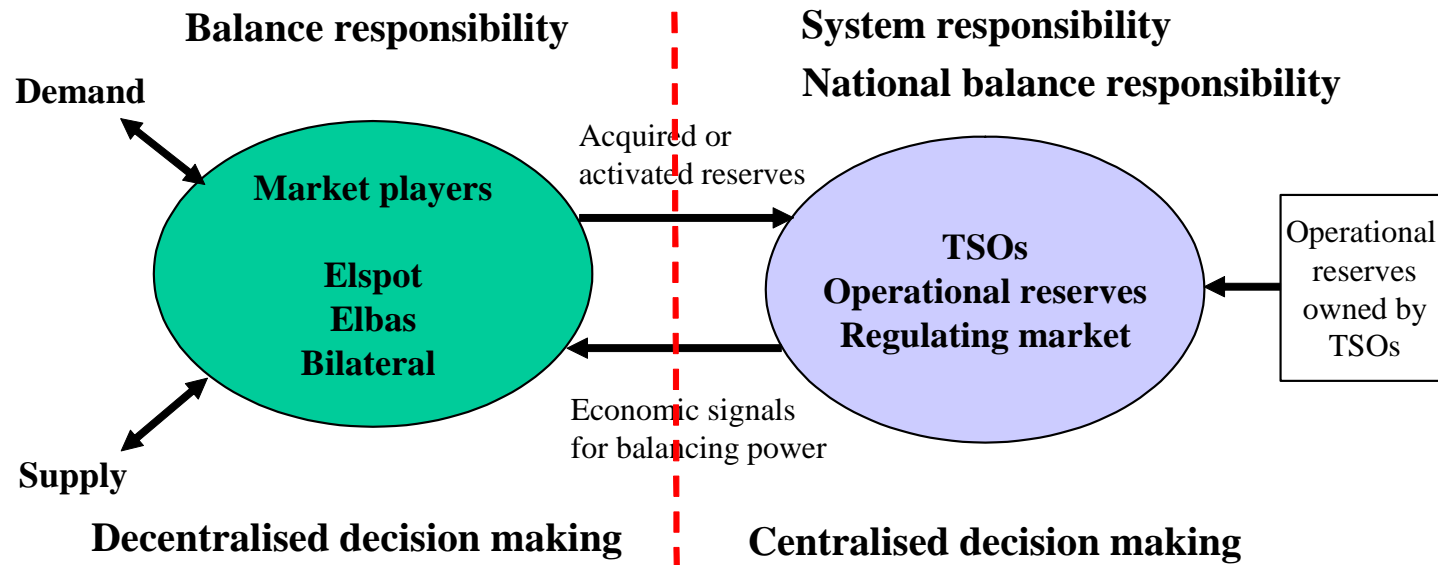 Balance responsibility
System responsibility
National balance responsibility
Demand
Acquired or
activated reserves
Market players
Elspot
Elbas
Bilateral
TSOs
Operational reserves
Regulating market
Operational
reserves
owned by
TSOs
Economic signals
for balancing power
Supply
Decentralised decision making
Centralised decision making